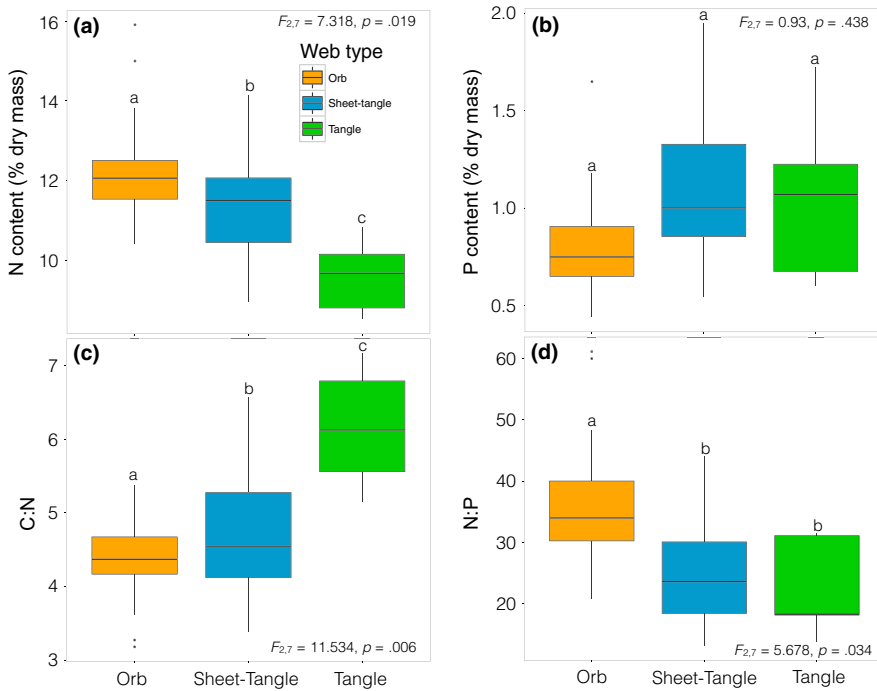 (a)
F2,7 = 7.318, p = .019
Web type
Orb
Sheet-tangle
Tangle
N content (% dry mass)
16
14
12
10
a
b
c
(b)
F2,7 = 0.93, p = .438
P content (% dry mass)
2.0
1.5
1.0
0.5
a
a
a
(c)
C:N
7
6
5
4
3
a
b
c
F2,7 = 11.534, p = .006
Orb
Sheet-Tangle
Tangle
(d)
N:P
60
50
40
30
20
a
b
b
F2,7 = 5.678, p = .034
Orb
Sheet-Tangle
Tangle